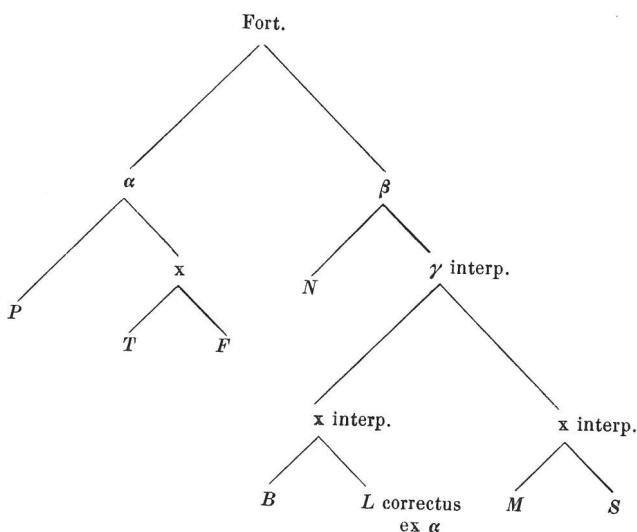 Fort.
α β
x γ interp.
P N
T F
x interp. x interp.
B L correctus M S
ex α